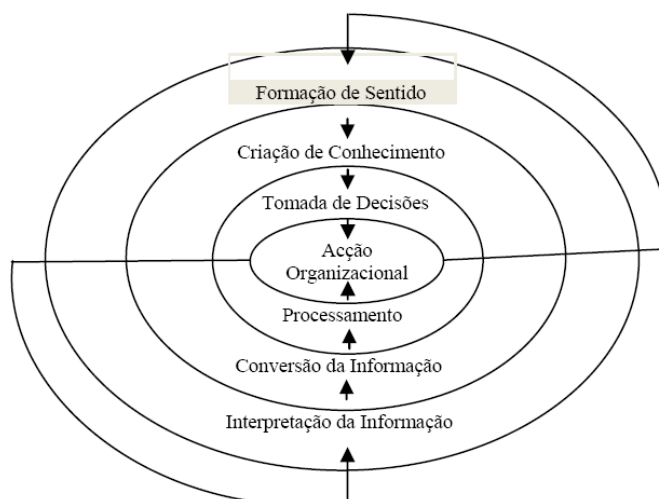 Formação de Sentido
Criação de Conhecimento
Tomada de Decisões
Acção
Organizacional
Processamento
Conversão da Informação
Interpretação da Informação